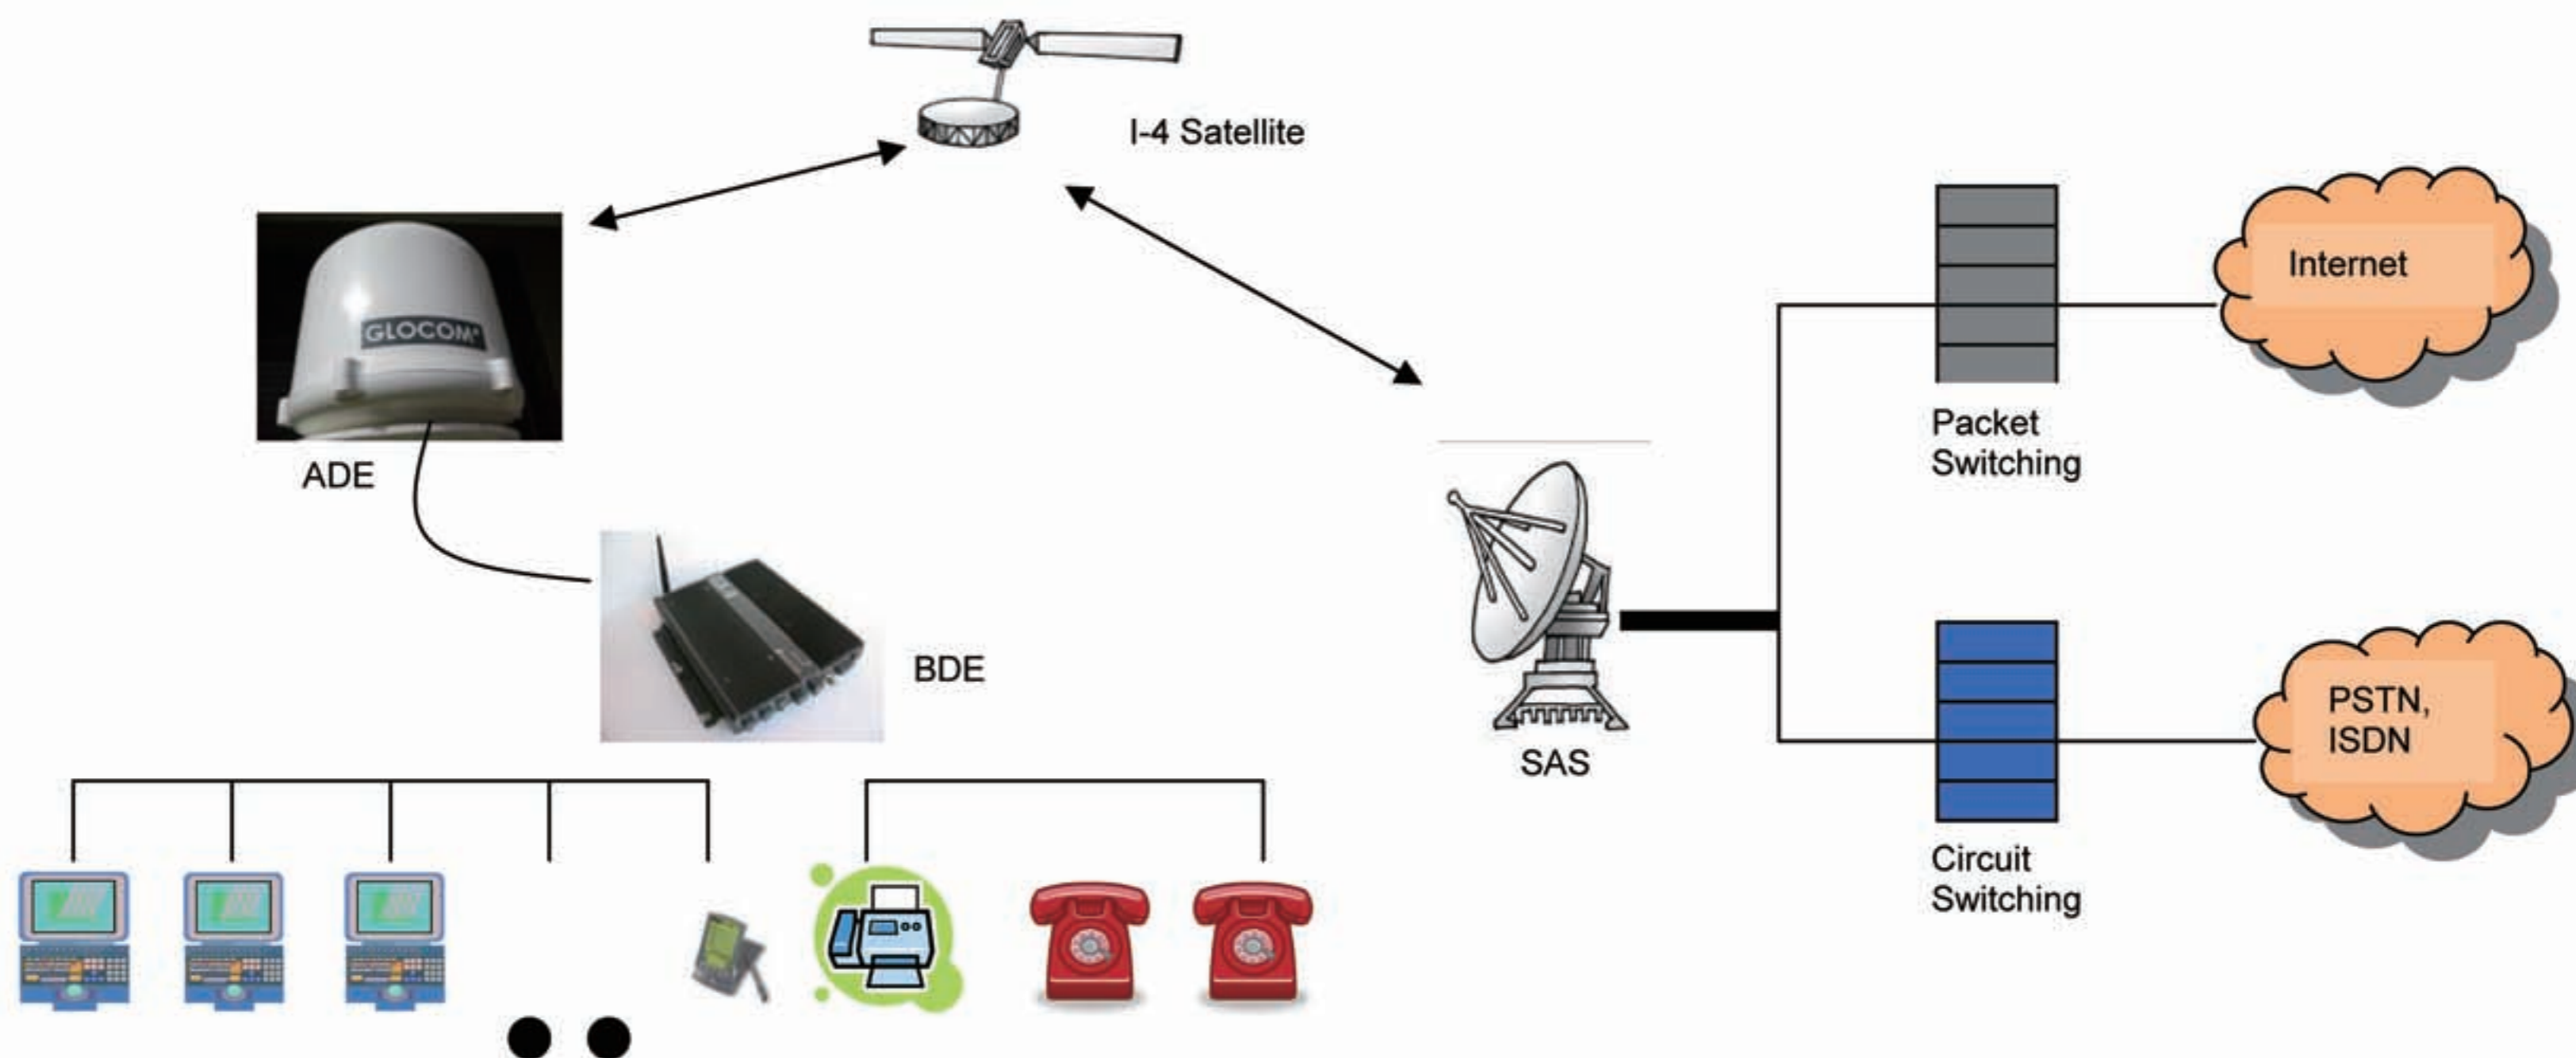 I-4 Satellite
GLOCOM
ADE
BDE
SAS
Packet
Switching
Internet
Circuit
Switching
PSTN,
ISDN